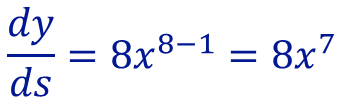 dy/ds = 8x^{8−1} = 8x^7